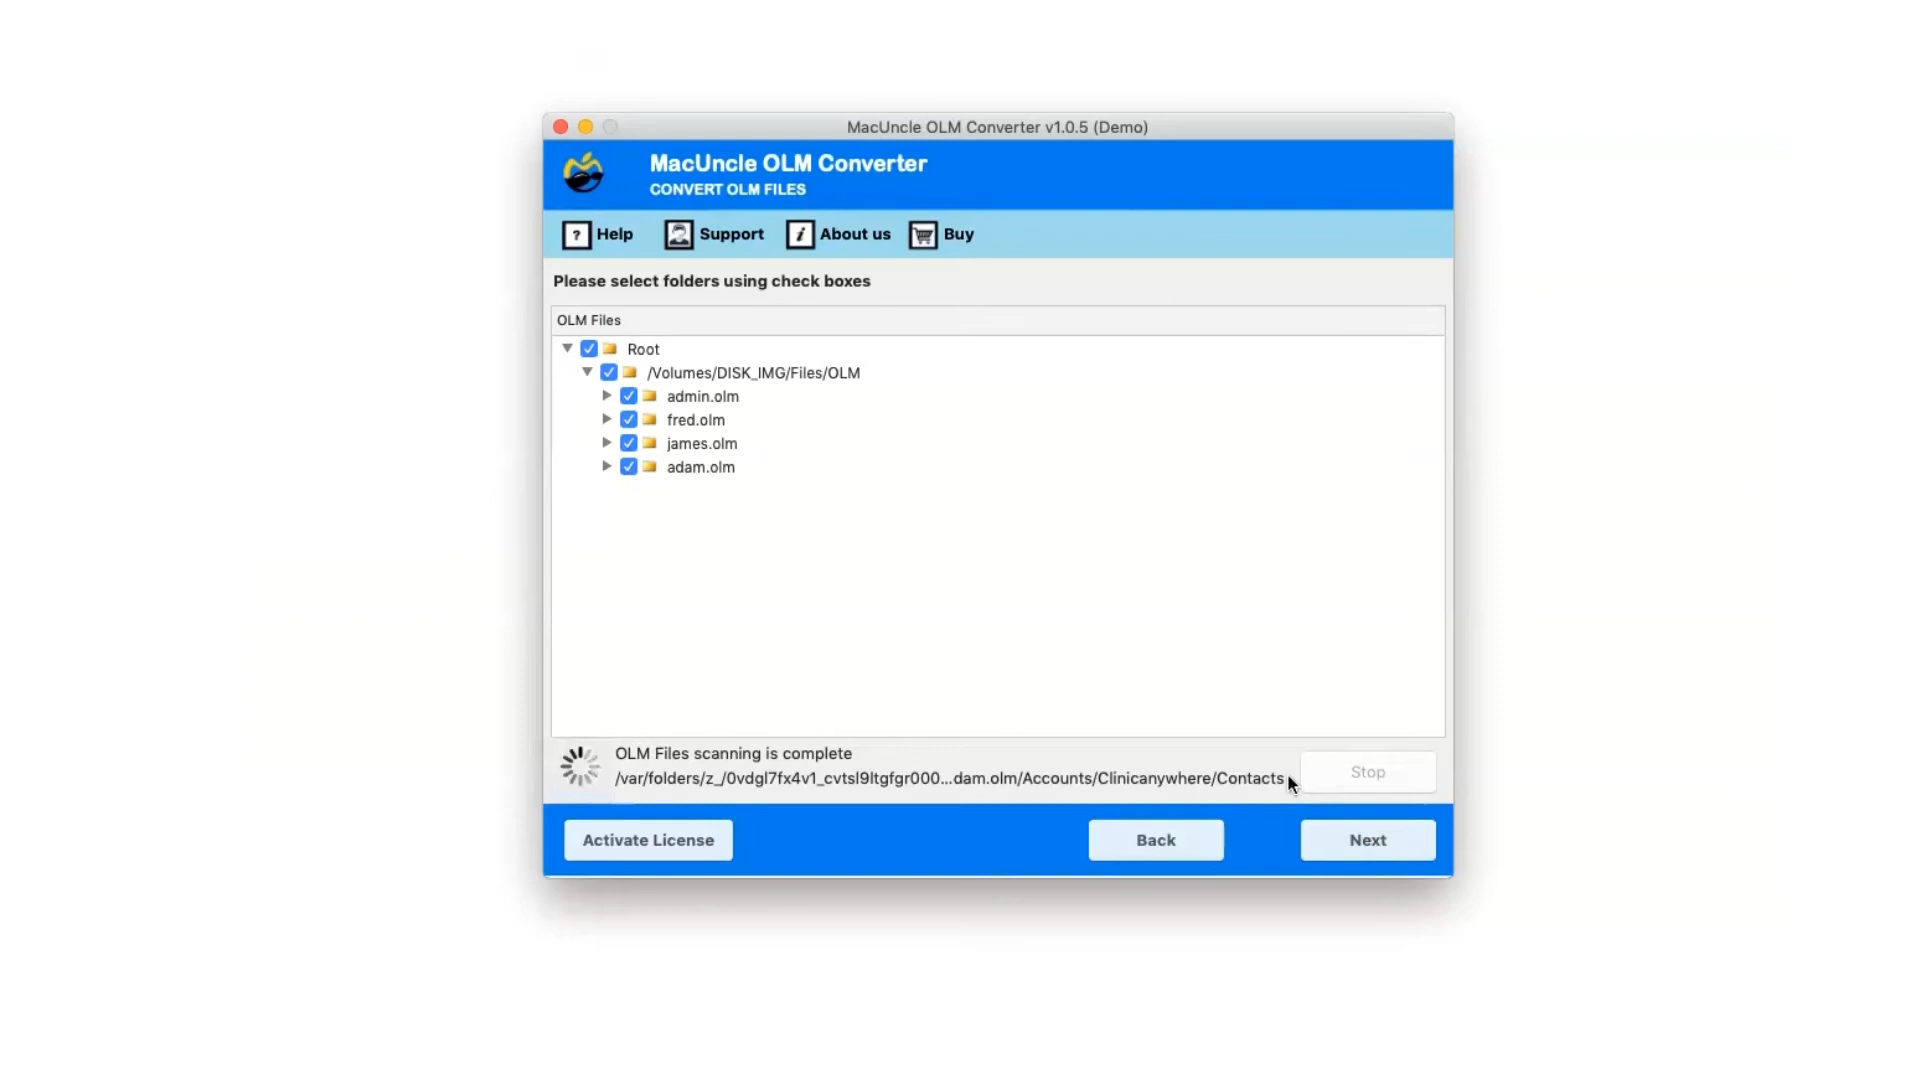 MacUncle OLM Converter v1.0.5 (Demo)
MacUncle OLM Converter
CONVERT OLM FILES
? Help
Support
i About us
Buy
Please select folders using check boxes
OLM Files
Root
/Volumes/DISK_IMG/Files/OLM
admin.olm
fred.olm
james.olm
adam.olm
OLM Files scanning is complete
/var/folders/z_/0vdgl7fx4v1_cvtsl9ltgfgr000...dam.olm/Accounts/Clinicanywhere/Contacts
Stop
Activate License
Back
Next